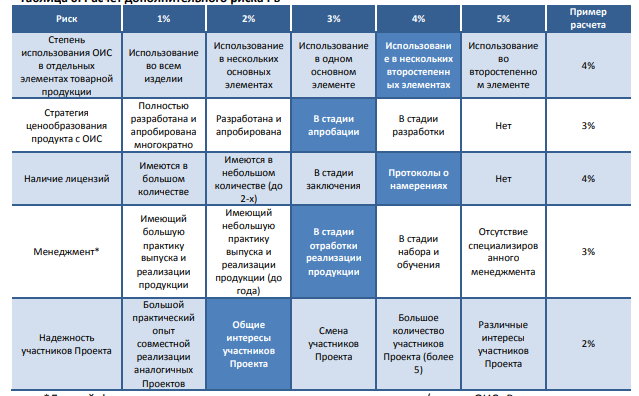 Риск 1% 2% 3% 4% 5% Пример
расчета
Степень
использования ОИС
в отдельных
элементах товарной
продукции
Использование
во всем
изделии
Использование
в нескольких
основных
элементах
Использование
в одном
основном
элементе
Использовани
е в нескольких
второстепенн
ых элементах
Использование
во
второстепенно
м элементе
4%
Стратегия
ценообразования
продукта с ОИС
Полностью
разработана и
апробирована
многократно
Разработана и
апробирована
В стадии
апробации
В стадии
разработки
Нет
3%
Наличие лицензий
Имеются в
большом
количестве
Имеются в
небольшом
количестве (до
2-х)
В стадии
заключения
Протоколы о
намерениях
Нет
4%
Менеджмент*
Имеющий
большую
практику
выпуска и
реализации
продукции
Имеющий
небольшую
практику
выпуска и
реализации
продукции (до
года)
В стадии
отработки
реализации
продукции
В стадии
набора и
обучения
Отсутствие
специализиров
анного
менеджмента
3%
Надежность
участников Проекта
Большой
практический
опыт
совместной
реализации
аналогичных
Проектов
Общие
интересы
участников
Проекта
Смена
участников
Проекта
Большое
количество
участников
Проекта (более
5)
Различные
интересы
участников
Проекта
2%